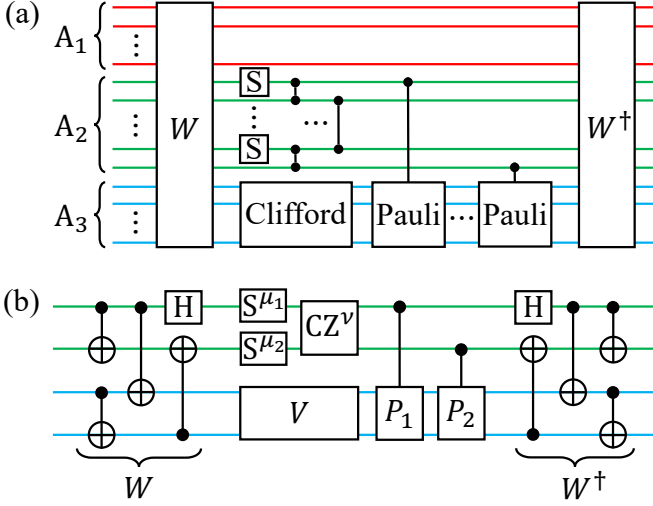 (a)
A₁
⋮
⋮
W
S
⋮
S
⋯
W†
A₂
⋮
⋮
A₃
⋮
⋮
Clifford
Pauli
⋯
Pauli
(b)
H
S^μ₁
S^μ₂
CZ^ν
H
V
P₁
P₂
W
W†